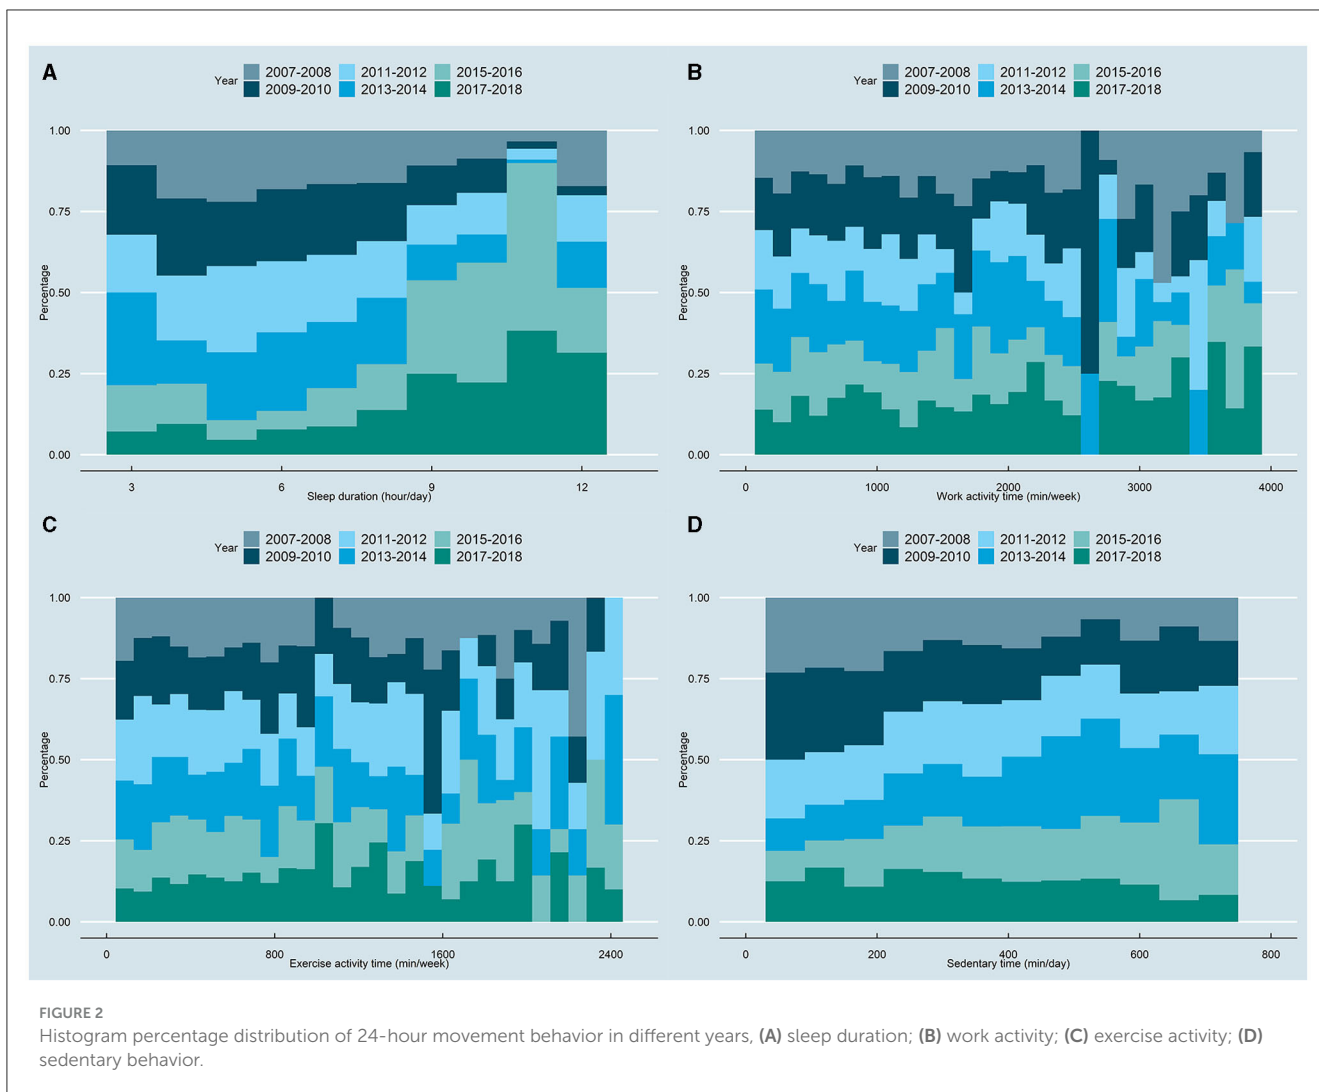 A
Year
2007-2008 2011-2012 2015-2016
2009-2010 2013-2014 2017-2018
1.00
0.75
0.50
0.25
0.00
Percentage
3 6 9 12
Sleep duration (hour/day)
B
Year
2007-2008 2011-2012 2015-2016
2009-2010 2013-2014 2017-2018
1.00
0.75
0.50
0.25
0.00
Percentage
0 1000 2000 3000 4000
Work activity time (min/week)
C
Year
2007-2008 2011-2012 2015-2016
2009-2010 2013-2014 2017-2018
1.00
0.75
0.50
0.25
0.00
Percentage
0 800 1600 2400
Exercise activity time (min/week)
D
Year
2007-2008 2011-2012 2015-2016
2009-2010 2013-2014 2017-2018
1.00
0.75
0.50
0.25
0.00
Percentage
0 200 400 600 800
Sedentary time (min/day)
FIGURE 2
Histogram percentage distribution of 24-hour movement behavior in different years, (A) sleep duration; (B) work activity; (C) exercise activity; (D)
sedentary behavior.